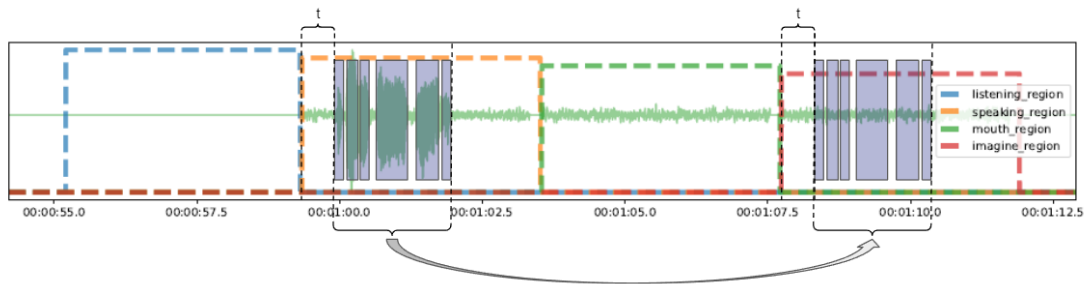 t
t
listening_region
speaking_region
mouth_region
imagine_region
00:00:55.0
00:00:57.5
00:01:00.0
00:01:02.5
00:01:05.0
00:01:07.5
00:01:10.0
00:01:12.5